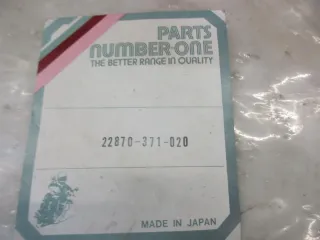 PARTS
NUMBER·ONE
THE BETTER RANGE IN QUALITY
22870-371-020
MADE IN JAPAN